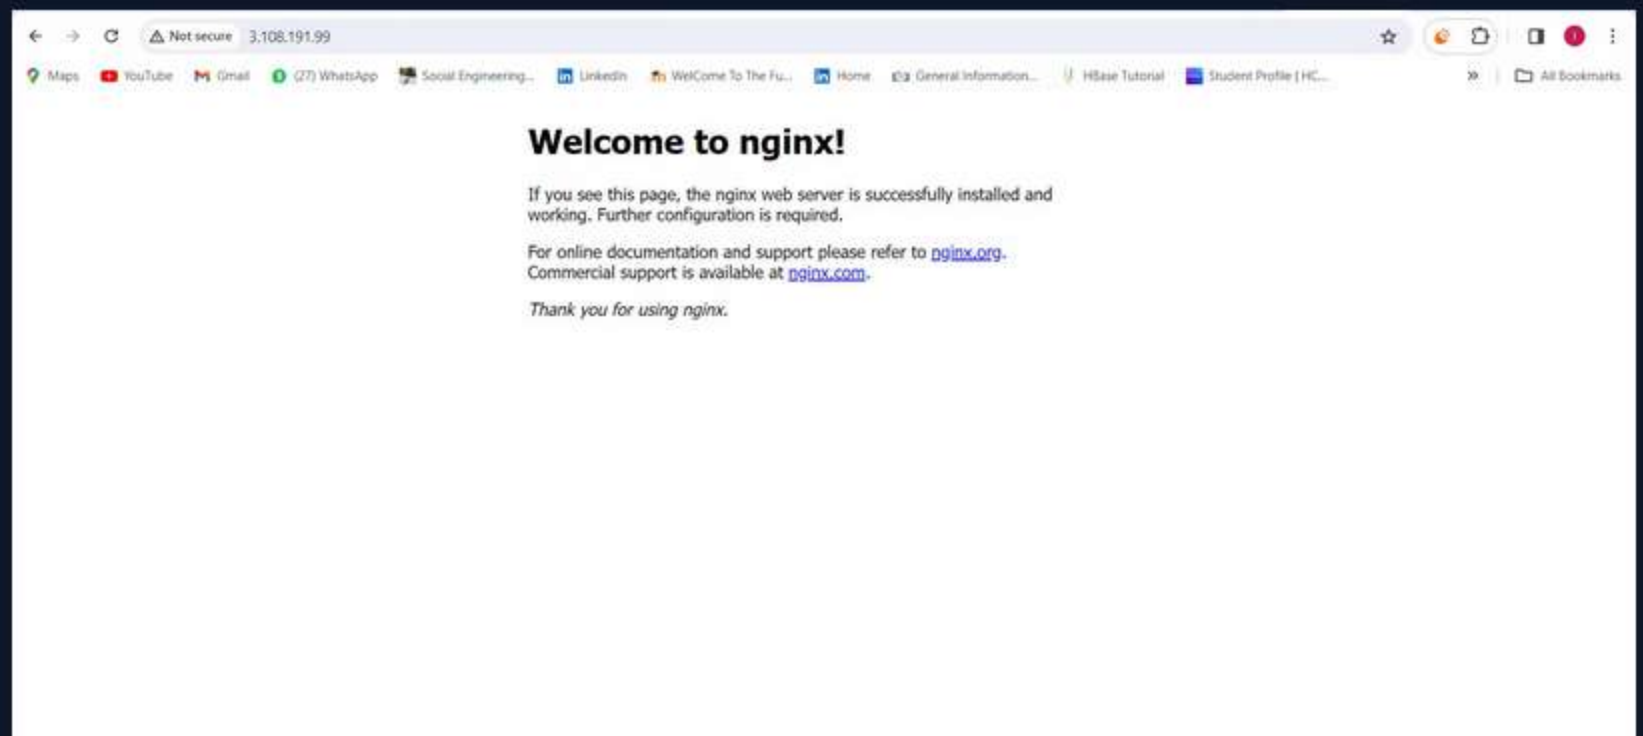 Not secure 3.108.191.99
Maps YouTube Gmail (27) WhatsApp Social Engineering... LinkedIn WelCome To The Fu... Home General Information... HBase Tutorial Student Profile | HC... » All Bookmarks
Welcome to nginx!
If you see this page, the nginx web server is successfully installed and
working. Further configuration is required.
For online documentation and support please refer to nginx.org.
Commercial support is available at nginx.com.
Thank you for using nginx.